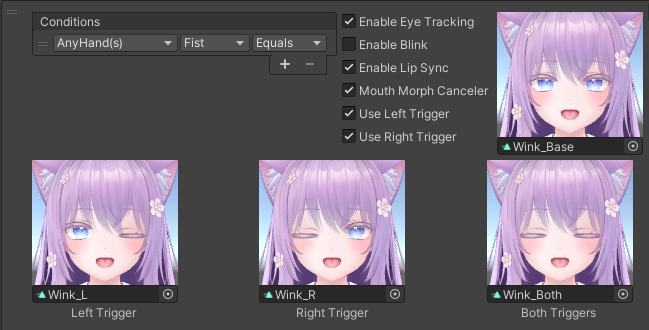 Conditions
AnyHand(s) Fist Equals
+ −
Enable Eye Tracking
Enable Blink
Enable Lip Sync
Mouth Morph Canceler
Use Left Trigger
Use Right Trigger
Wink_Base
Wink_L
Left Trigger
Wink_R
Right Trigger
Wink_Both
Both Triggers